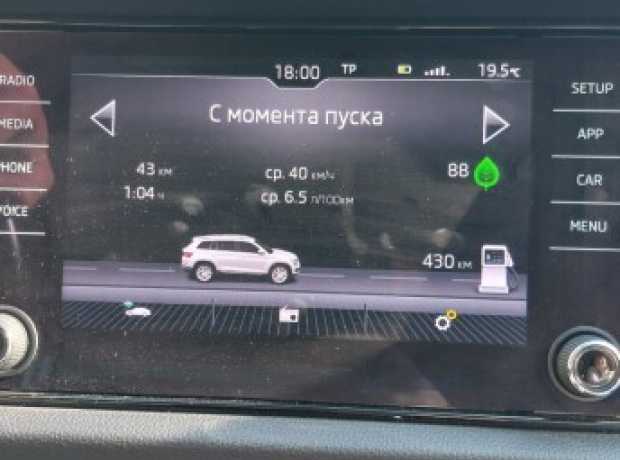 RADIO
MEDIA
PHONE
VOICE
18:00 TP 19.5°C
С момента пуска
43 км
1:04 ч
ср. 40 км/ч
ср. 6.5 л/100км
88
430 км
SETUP
APP
CAR
MENU